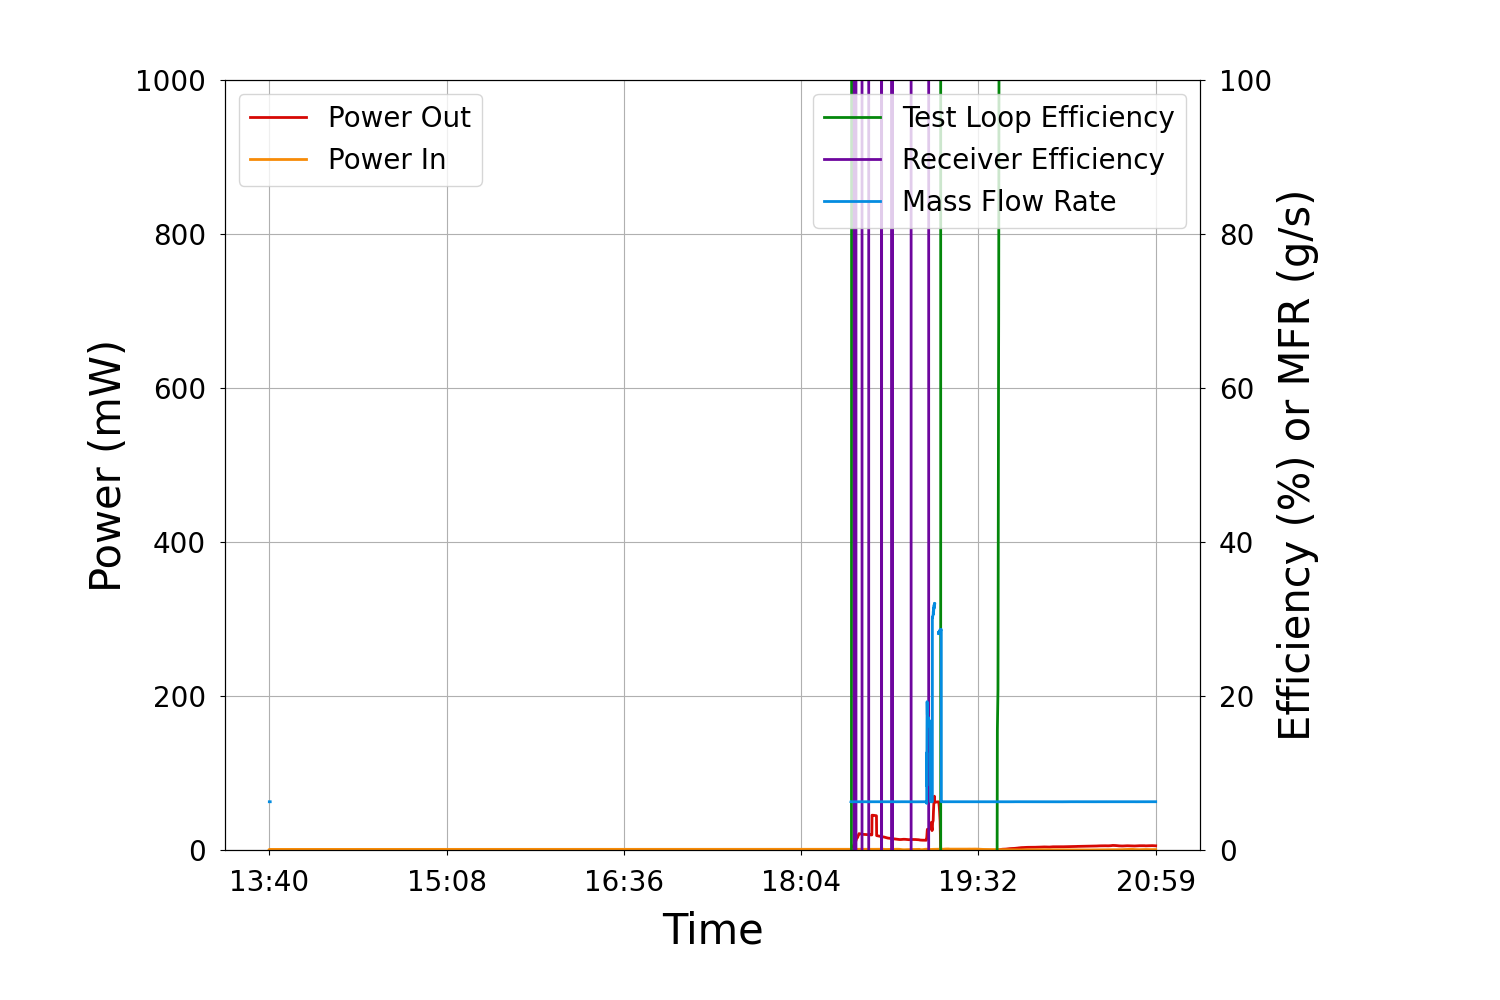 1000
800
600
400
200
0
Power (mW)
Power Out
Power In
Test Loop Efficiency
Receiver Efficiency
Mass Flow Rate
100
80
60
40
20
0
Efficiency (%) or MFR (g/s)
13:40 15:08 16:36 18:04 19:32 20:59
Time